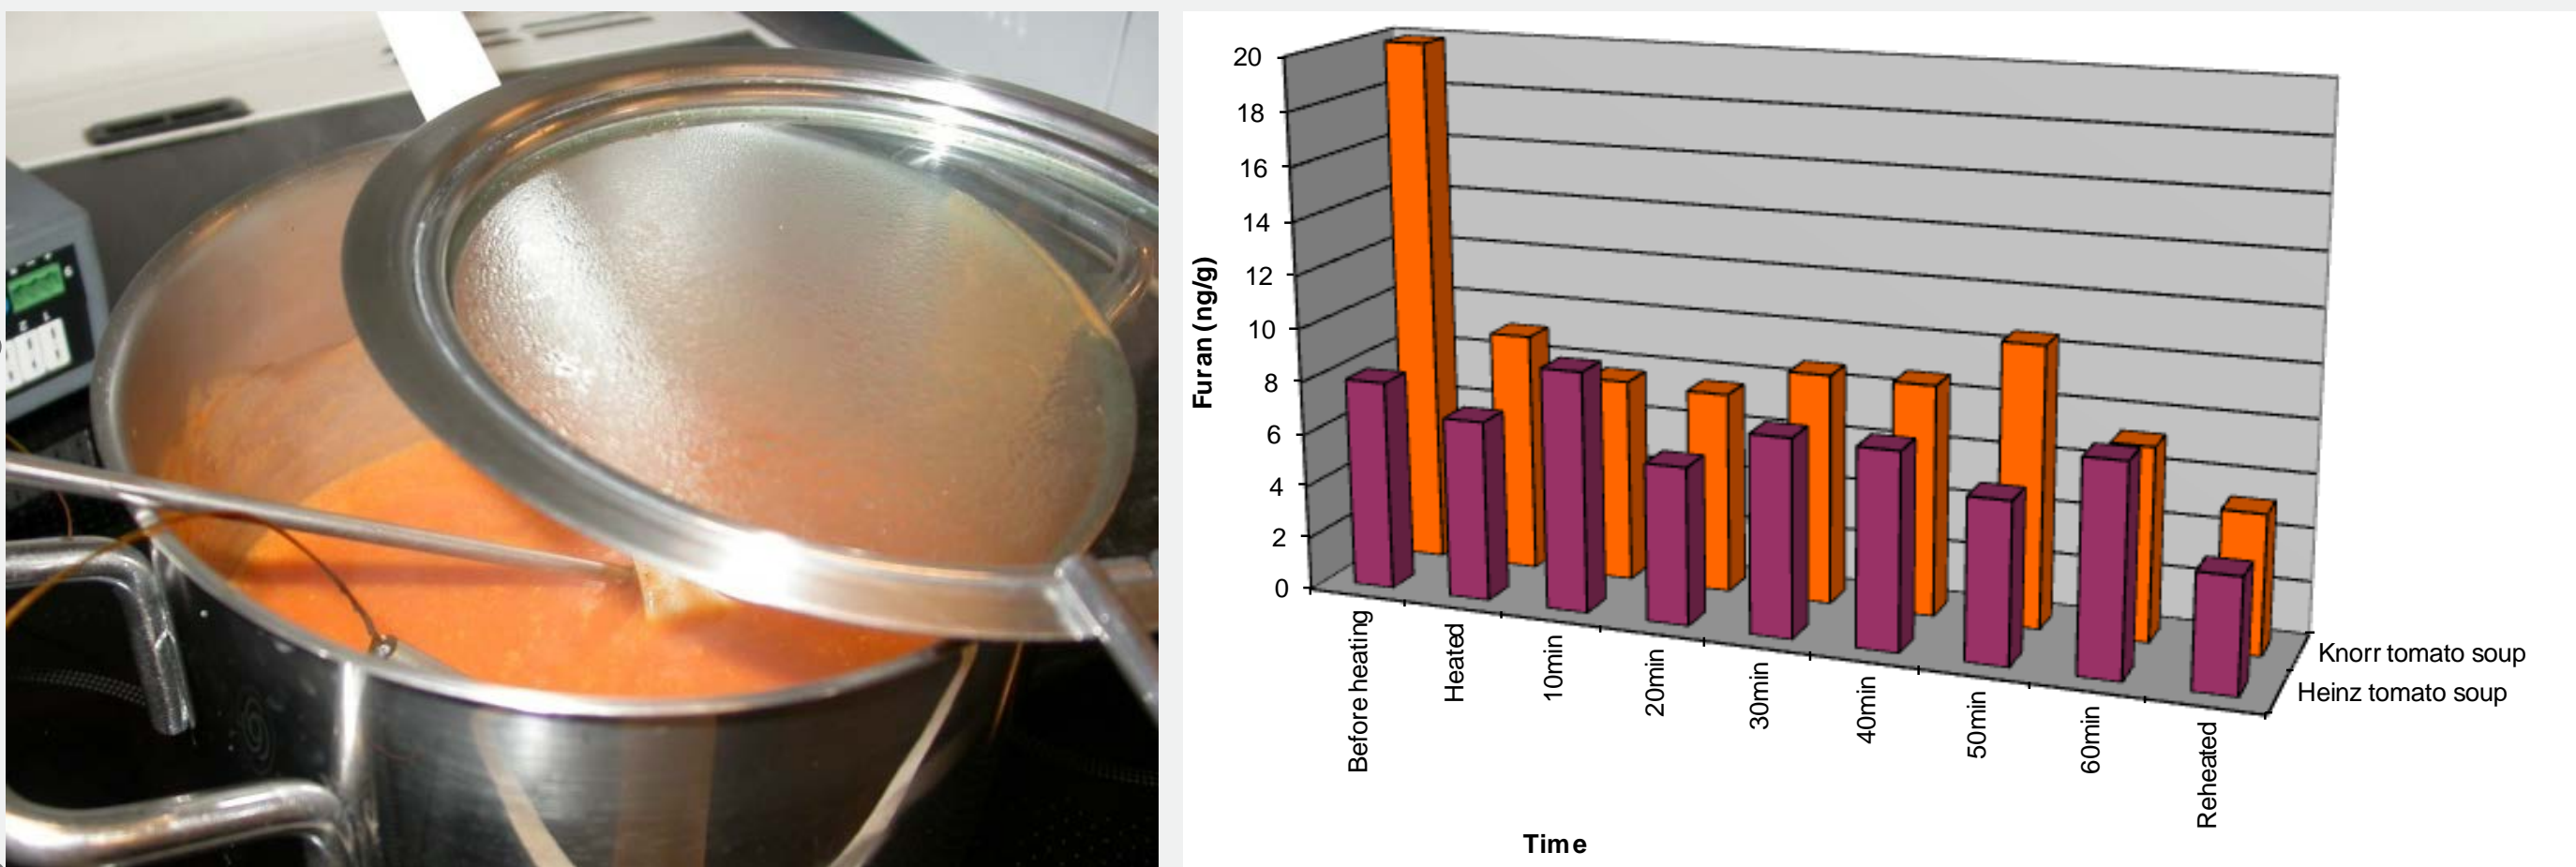 20
18
16
14
12
10
8
6
4
2
0
Furan (ng/g)
Before heating
Heated
10min
20min
30min
40min
50min
60min
Reheated
Knorr tomato soup
Heinz tomato soup
Time